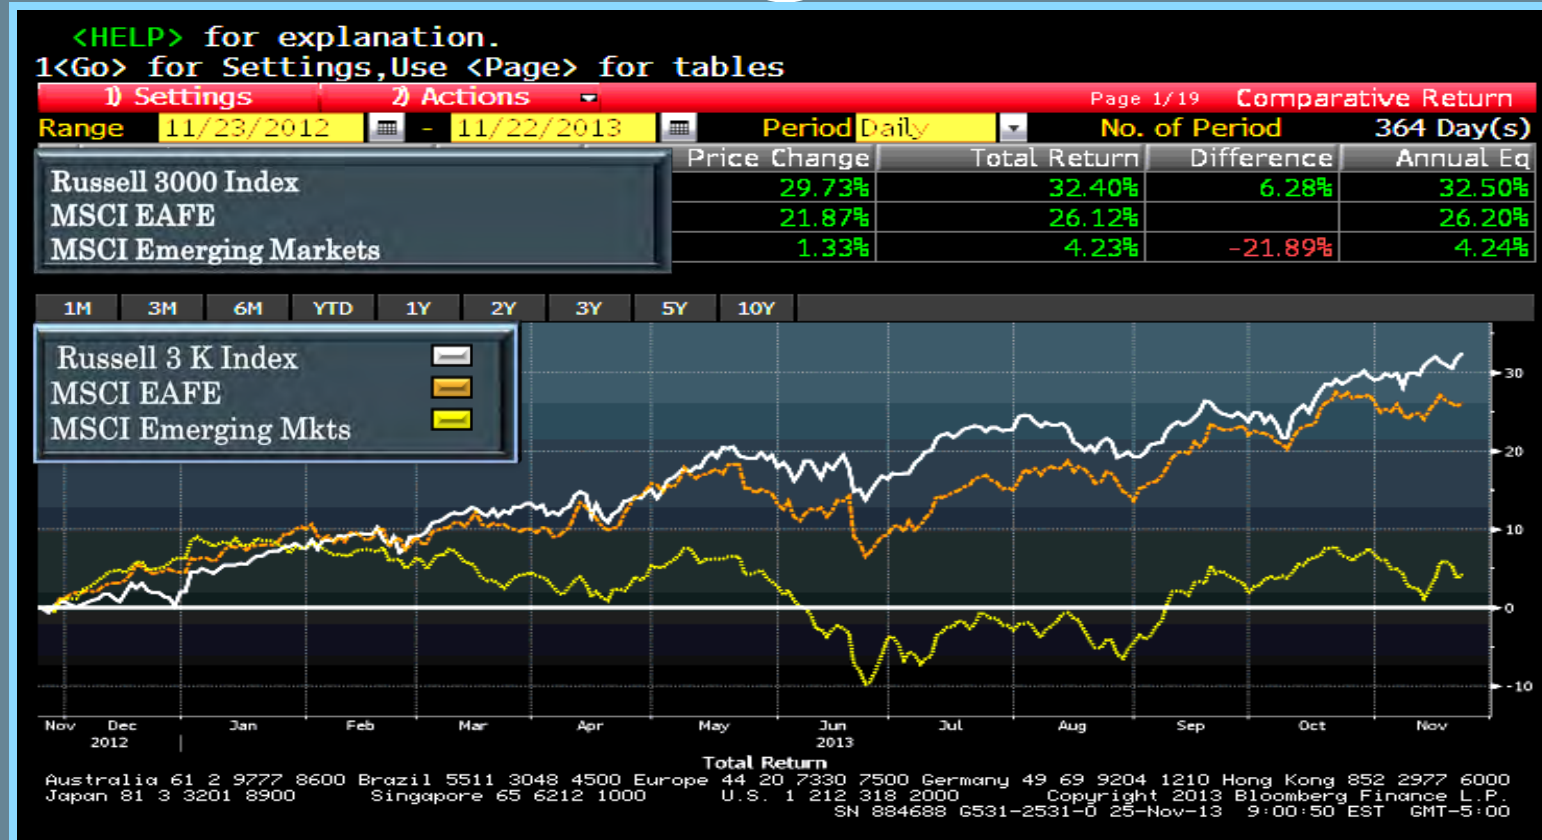 <HELP> for explanation.
1<Go> for Settings,Use <Page> for tables
1) Settings 2) Actions Page 1/19 Comparative Return
Range 11/23/2012 - 11/22/2013 Period Daily No. of Period 364 Day(s)
Price Change Total Return Difference Annual Eq
Russell 3000 Index 29.73% 32.40% 6.28% 32.50%
MSCI EAFE 21.87% 26.12% 26.20%
MSCI Emerging Markets 1.33% 4.23% -21.89% 4.24%
1M 3M 6M YTD 1Y 2Y 3Y 5Y 10Y
Russell 3 K Index
MSCI EAFE
MSCI Emerging Mkts
30
20
10
0
-10
Nov Dec Jan Feb Mar Apr May Jun Jul Aug Sep Oct Nov
2012 2013
Total Return
Australia 61 2 9777 8600 Brazil 5511 3048 4500 Europe 44 20 7330 7500 Germany 49 69 9204 1210 Hong Kong 852 2977 6000
Japan 81 3 3201 8900 Singapore 65 6212 1000 U.S. 1 212 318 2000 Copyright 2013 Bloomberg Finance L.P.
SN 884688 G531-2531-0 25-Nov-13 9:00:50 EST GMT-5:00